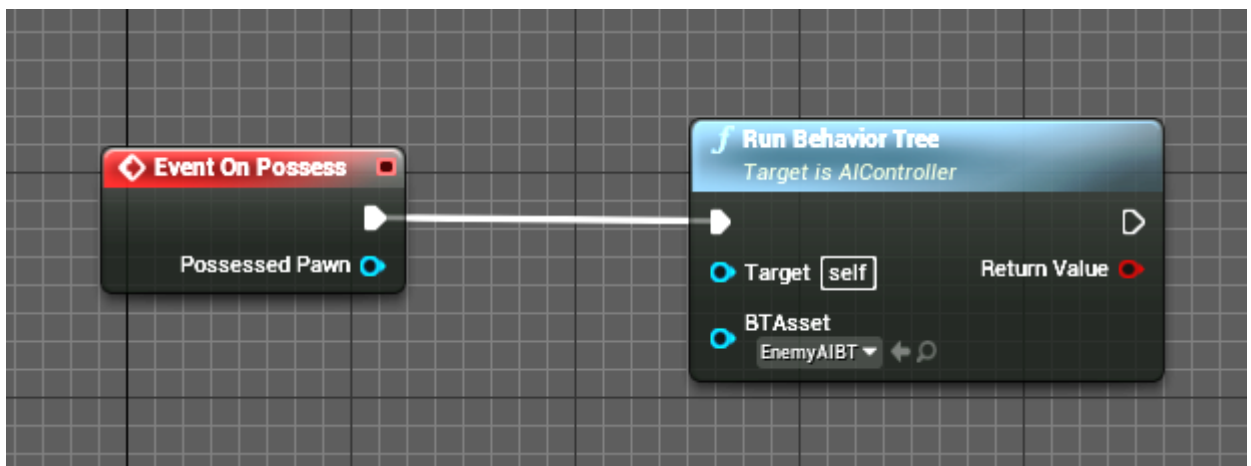 Event On Possess
Possessed Pawn
f Run Behavior Tree
Target is AIController
Target self
Return Value
BTAsset
EnemyAIBT